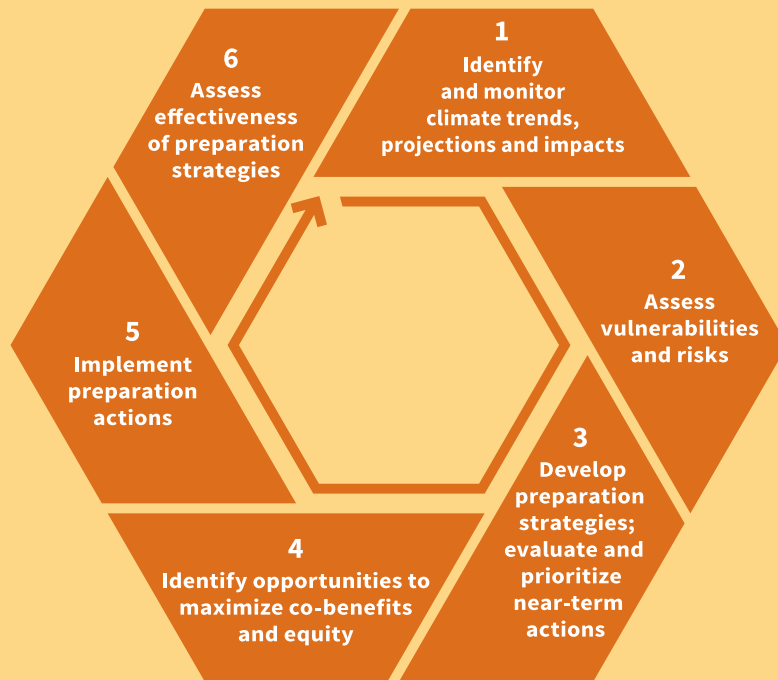 1
Identify
and monitor
climate trends,
projections and impacts
2
Assess
vulnerabilities
and risks
3
Develop
preparation
strategies;
evaluate and
prioritize
near-term
actions
4
Identify opportunities to
maximize co-benefits
and equity
5
Implement
preparation
actions
6
Assess
effectiveness
of preparation
strategies